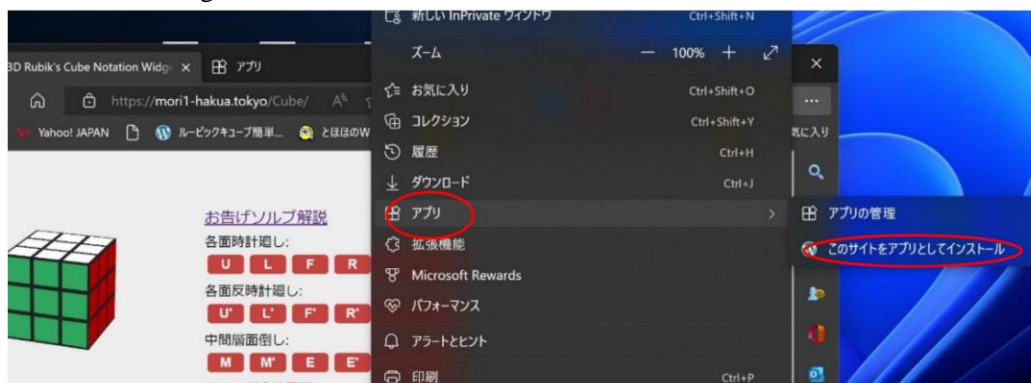 新しい InPrivate ウインドウ Ctrl+Shift+N
ズーム — 100% +
3D Rubik's Cube Notation Widg × アプリ
https://mori1-hakua.tokyo/Cube/
お気に入り Ctrl+Shift+O
コレクション Ctrl+Shift+Y
Yahoo! JAPAN ルービックキューブ簡単... とほほのW
気に入り
履歴 Ctrl+H
ダウンロード Ctrl+J
アプリ
アプリの管理
このサイトをアプリとしてインストール
お告げソルブ解説
各面時計廻し:
U L F R
各面反時計廻し:
U' L' F' R'
中間層面倒し:
M M' E E'
拡張機能
Microsoft Rewards
パフォーマンス
アラートとヒント
印刷 Ctrl+P